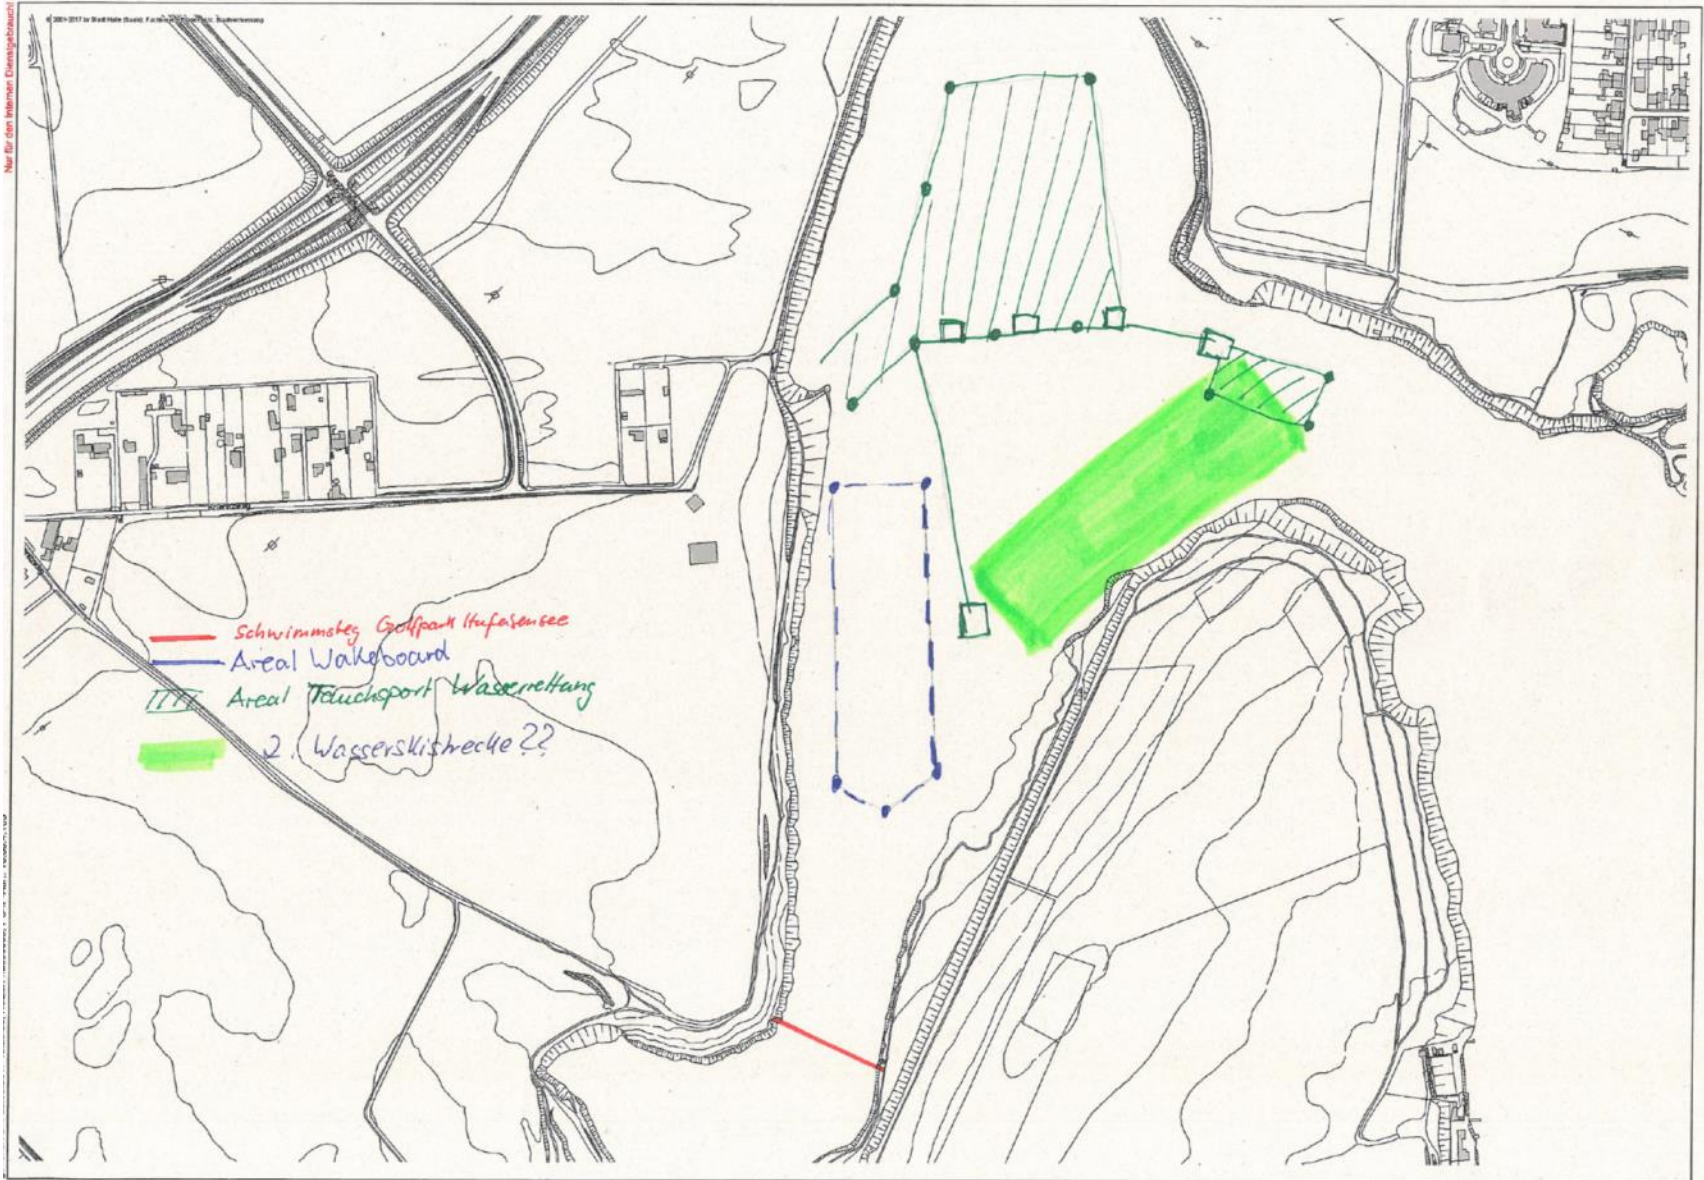 Nur für den internen Dienstgebrauch!
Schwimmsteg Golfpark Hufeisensee
Areal Wakeboard
Areal Tauchsport Wasserrettung
2. Wasserskistrecke??